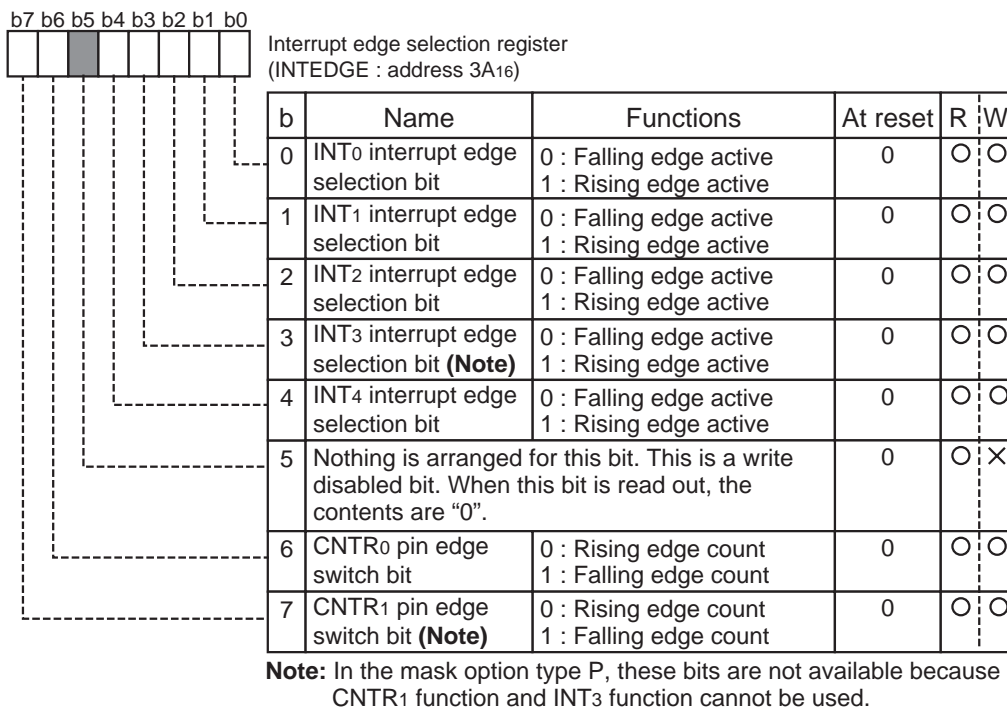 b7 b6 b5 b4 b3 b2 b1 b0
Interrupt edge selection register
(INTEDGE : address 3A16)
b Name Functions At reset R W
0 INT0 interrupt edge selection bit 0 : Falling edge active 1 : Rising edge active 0 O O
1 INT1 interrupt edge selection bit 0 : Falling edge active 1 : Rising edge active 0 O O
2 INT2 interrupt edge selection bit 0 : Falling edge active 1 : Rising edge active 0 O O
3 INT3 interrupt edge selection bit (Note) 0 : Falling edge active 1 : Rising edge active 0 O O
4 INT4 interrupt edge selection bit 0 : Falling edge active 1 : Rising edge active 0 O O
5 Nothing is arranged for this bit. This is a write disabled bit. When this bit is read out, the contents are “0”. 0 O ×
6 CNTR0 pin edge switch bit 0 : Rising edge count 1 : Falling edge count 0 O O
7 CNTR1 pin edge switch bit (Note) 0 : Rising edge count 1 : Falling edge count 0 O O
Note: In the mask option type P, these bits are not available because
CNTR1 function and INT3 function cannot be used.